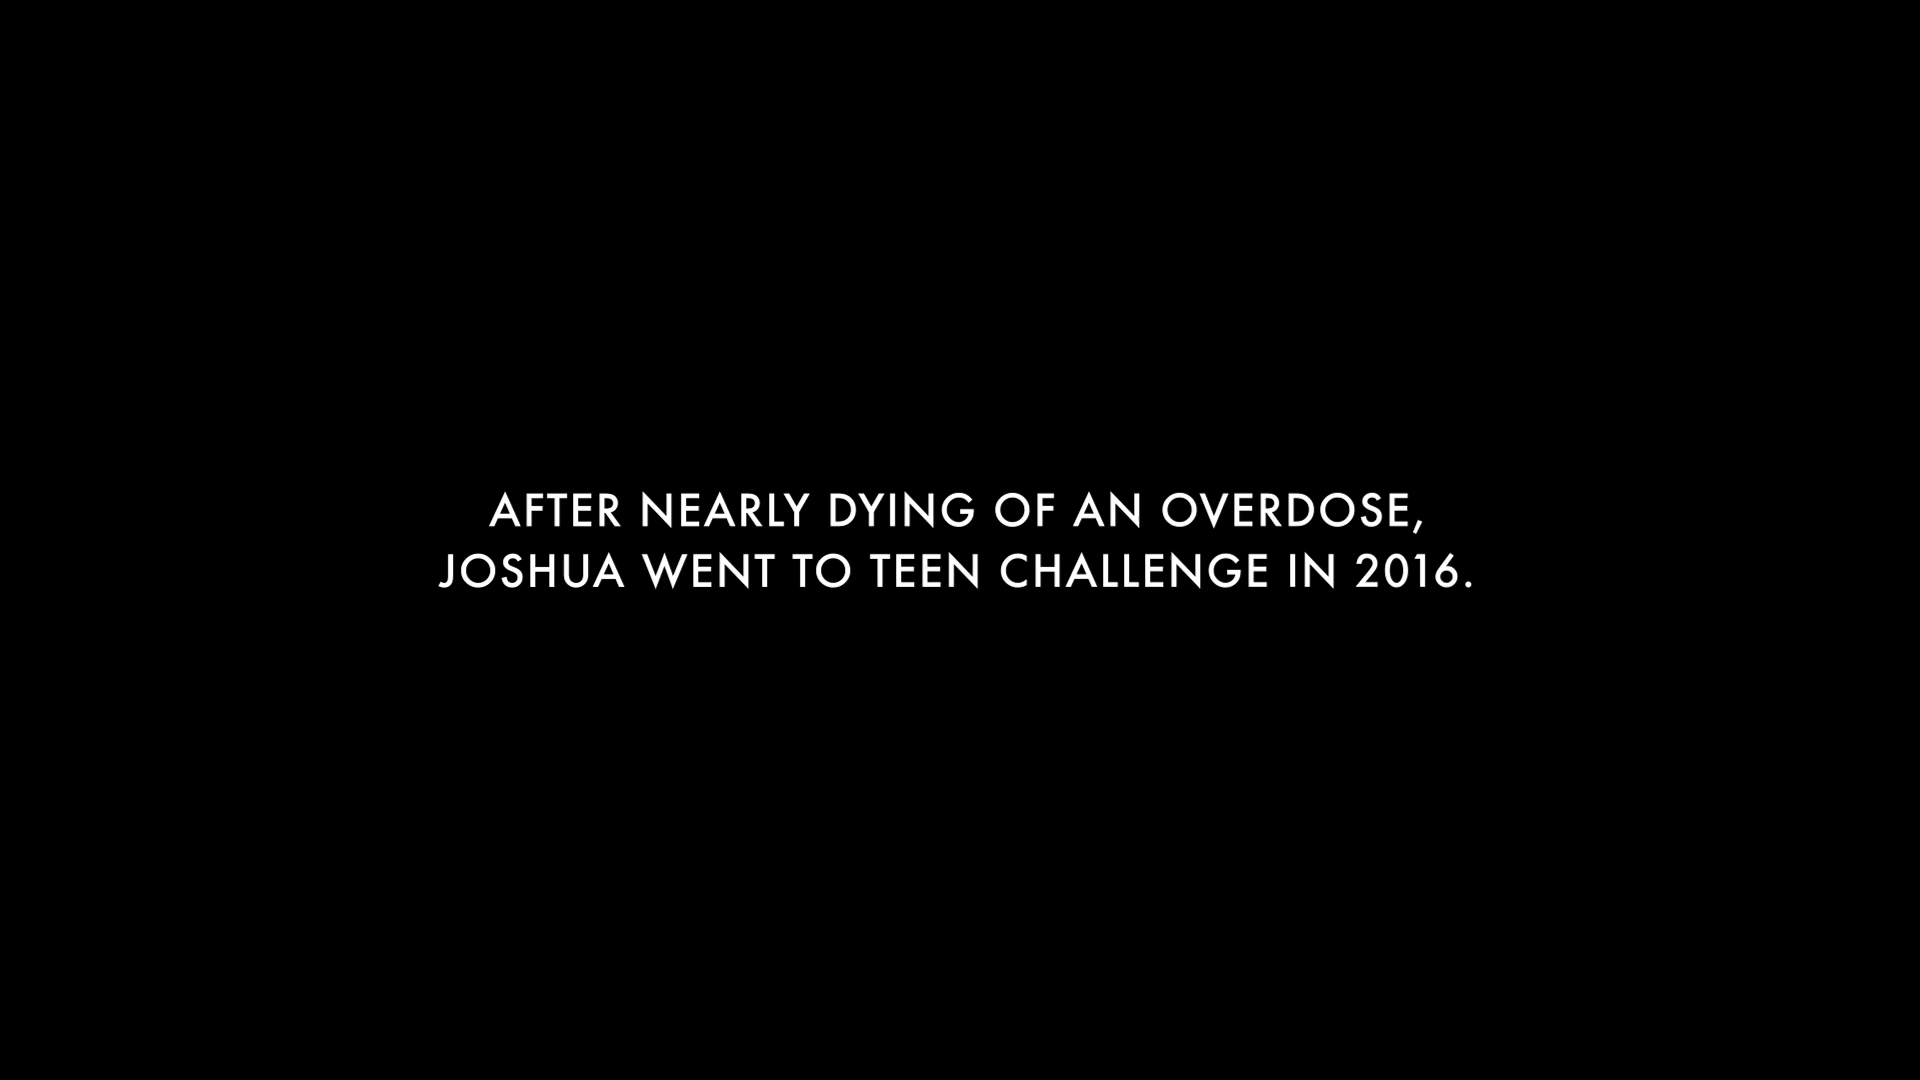 AFTER NEARLY DYING OF AN OVERDOSE,
JOSHUA WENT TO TEEN CHALLENGE IN 2016.